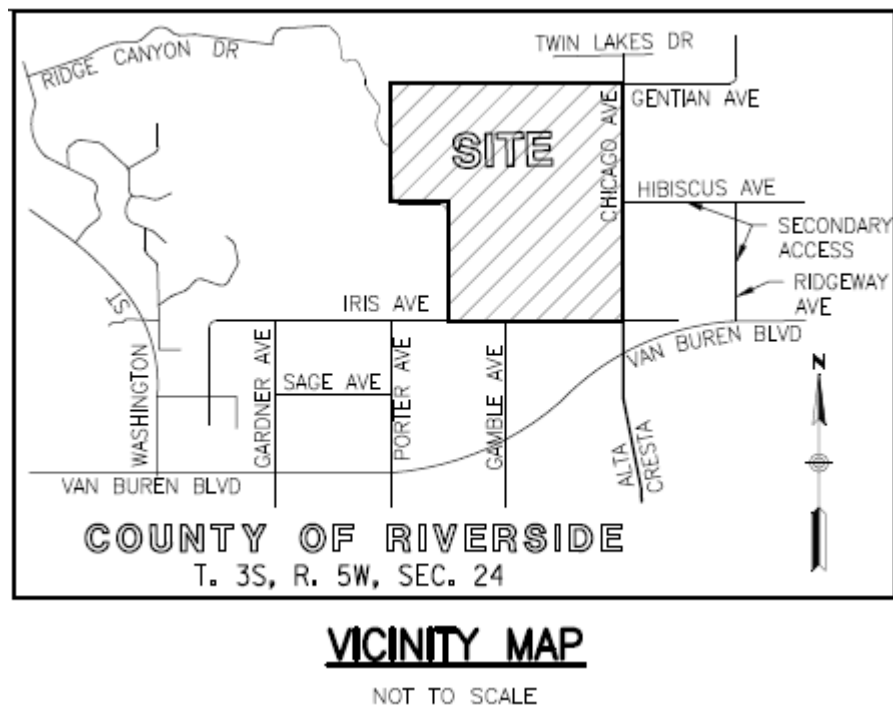 RIDGE CANYON DR
TWIN LAKES DR
GENTIAN AVE
SITE
CHICAGO AVE
HIBISCUS AVE
SECONDARY
ACCESS
RIDGEWAY
AVE
IRIS AVE
VAN BUREN BLVD
WASHINGTON ST
GARDNER AVE
SAGE AVE
PORTER AVE
GAMBLE AVE
ALTA
CRESTA
N
VAN BUREN BLVD
COUNTY OF RIVERSIDE
T. 3S, R. 5W, SEC. 24
VICINITY MAP
NOT TO SCALE